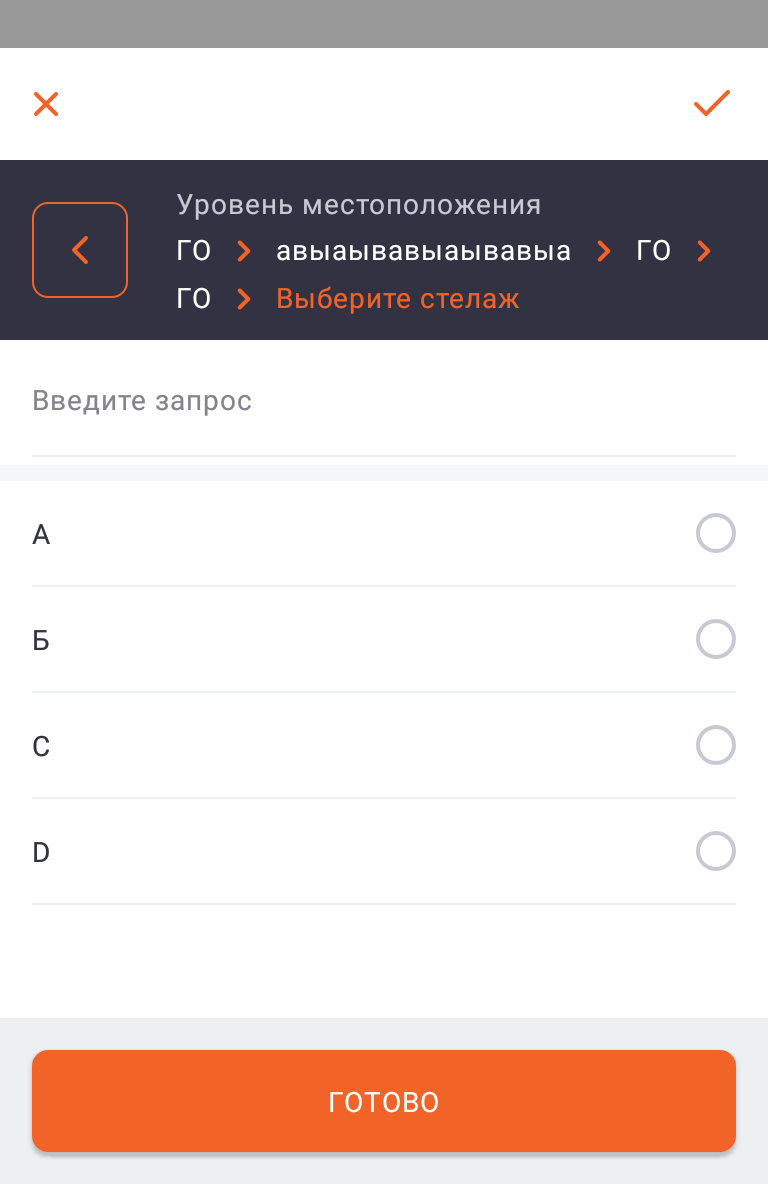 Уровень местоположения
ГО авыаывавыаывавыа ГО
ГО Выберите стелаж
Введите запрос
А
Б
С
D
ГОТОВО